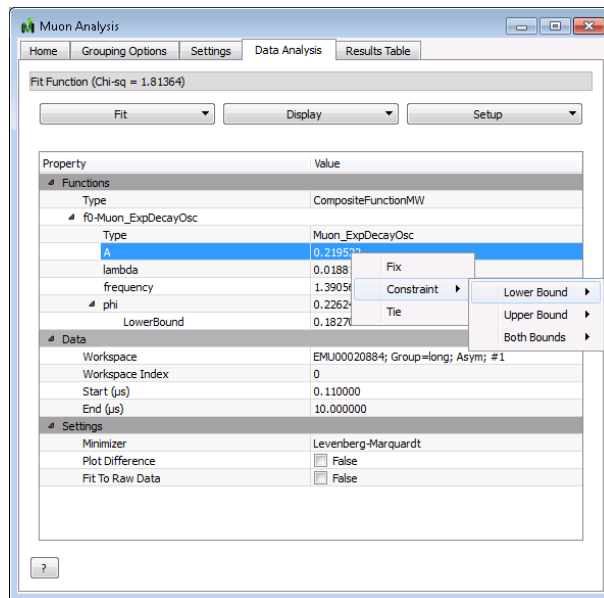 Muon Analysis
Home Grouping Options Settings Data Analysis Results Table
Fit Function (Chi-sq = 1.81364)
Fit Display Setup
Property Value
Functions
Type CompositeFunctionMW
f0-Muon_ExpDecayOsc
Type Muon_ExpDecayOsc
A
lambda 0.0188
Fix
frequency 1.3905
Constraint Lower Bound
phi 0.2262
Tie Upper Bound
LowerBound 0.1827
Both Bounds
Data
Workspace EMU00020884; Group=long; Asym; #1
Workspace Index 0
Start (µs) 0.110000
End (µs) 10.000000
Settings
Minimizer Levenberg-Marquardt
Plot Difference False
Fit To Raw Data False
?